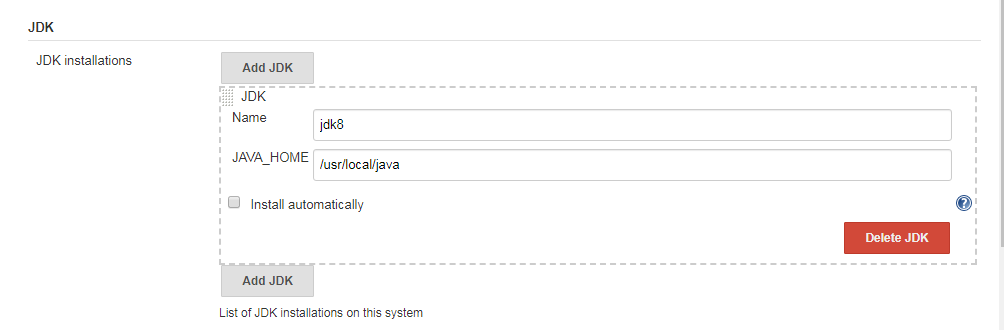 JDK
JDK installations
Add JDK
JDK
Name
jdk8
JAVA_HOME
/usr/local/java
Install automatically
?
Delete JDK
Add JDK
List of JDK installations on this system